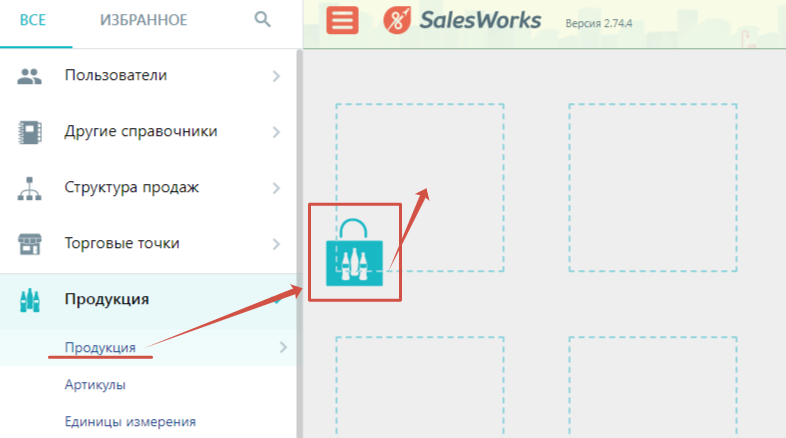 ВСЕ ИЗБРАННОЕ
SalesWorks Версия 2.74.4
Пользователи
Другие справочники
Структура продаж
Торговые точки
Продукция
Продукция
Артикулы
Единицы измерения